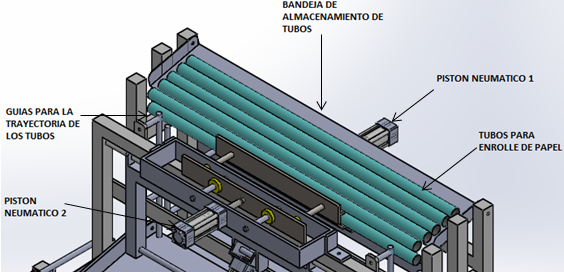 BANDEJA DE
ALMACENAMIENTO DE
TUBOS
PISTON NEUMATICO 1
GUIAS PARA LA
TRAYECTORIA DE
LOS TUBOS
TUBOS PARA
ENROLLE DE PAPEL
PISTON
NEUMATICO 2